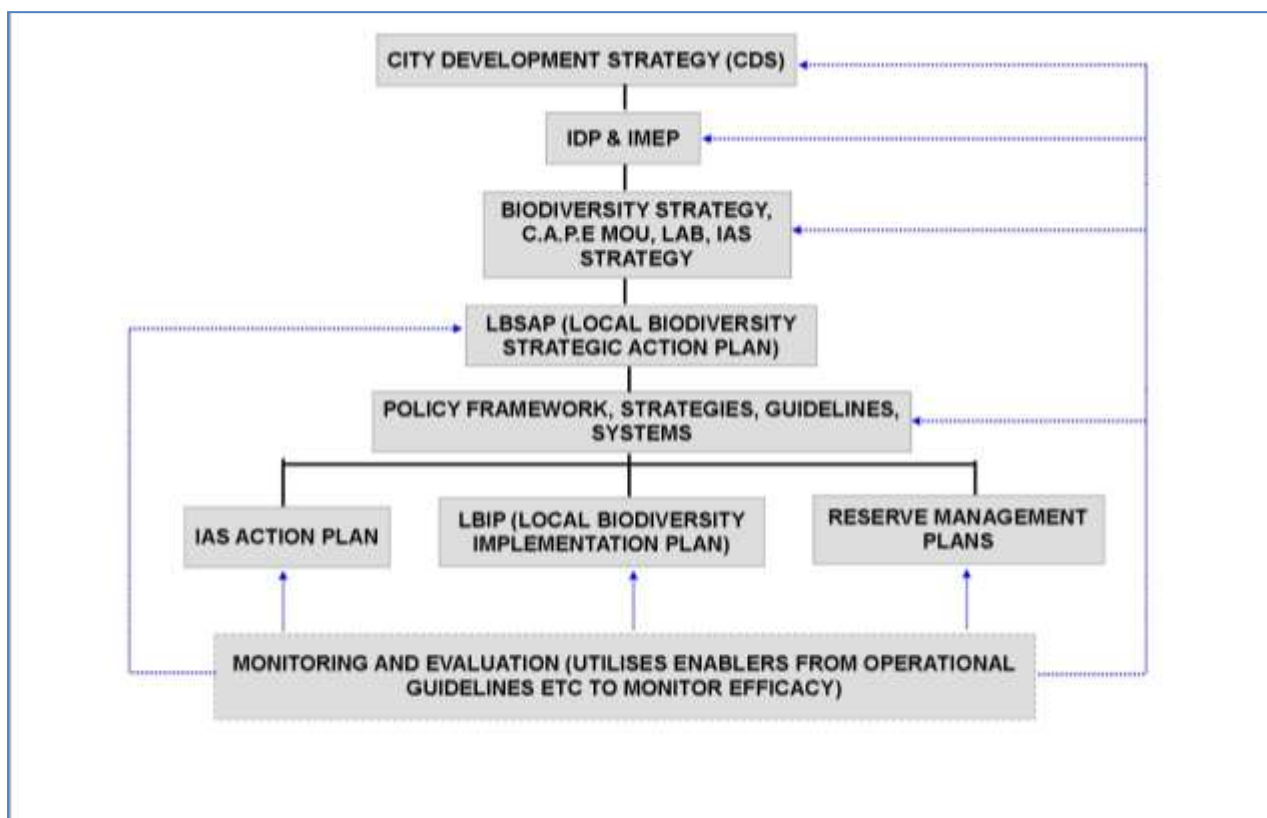 CITY DEVELOPMENT STRATEGY (CDS)
IDP & IMEP
BIODIVERSITY STRATEGY,
C.A.P.E MOU, LAB, IAS
STRATEGY
LBSAP (LOCAL BIODIVERSITY
STRATEGIC ACTION PLAN)
POLICY FRAMEWORK, STRATEGIES, GUIDELINES,
SYSTEMS
IAS ACTION PLAN
LBIP (LOCAL BIODIVERSITY
IMPLEMENTATION PLAN)
RESERVE MANAGEMENT
PLANS
MONITORING AND EVALUATION (UTILISES ENABLERS FROM OPERATIONAL
GUIDELINES ETC TO MONITOR EFFICACY)